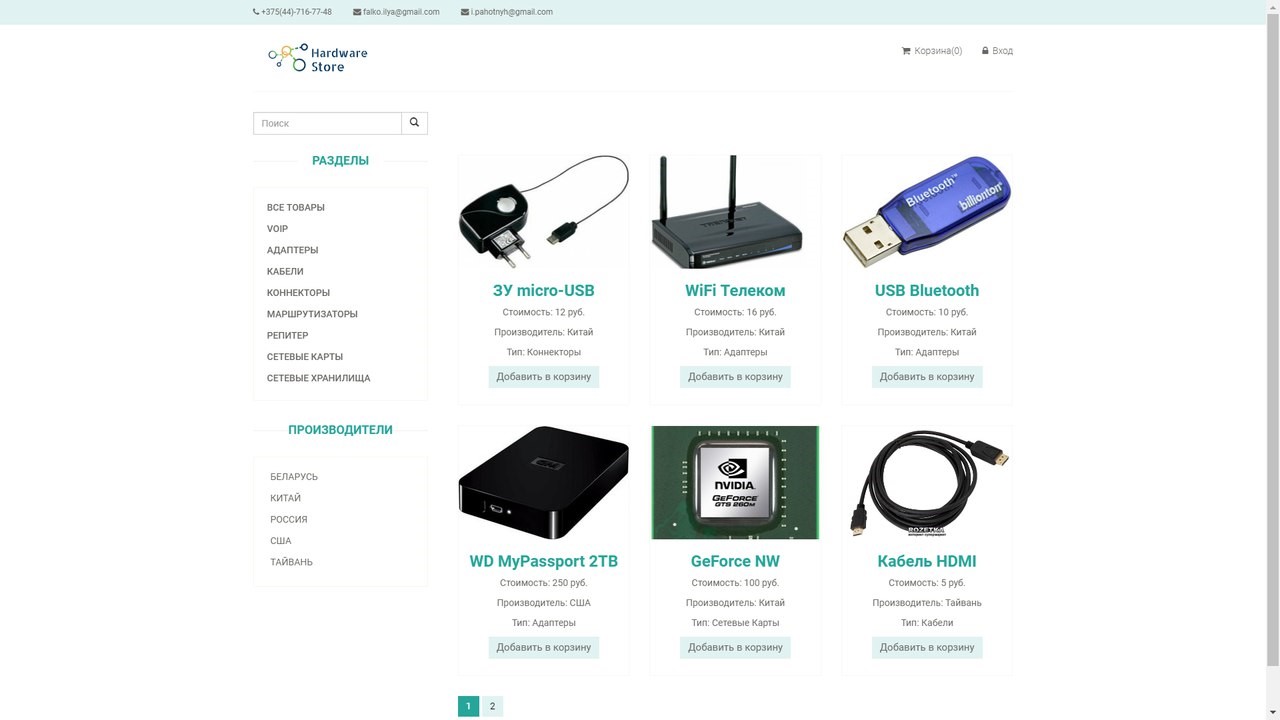 +375(44)-716-77-48 falko.ilya@gmail.com i.pahotnyh@gmail.com
Hardware
Store
Корзина(0) Вход
Поиск
РАЗДЕЛЫ
ВСЕ ТОВАРЫ
VOIP
АДАПТЕРЫ
КАБЕЛИ
КОННЕКТОРЫ
МАРШРУТИЗАТОРЫ
РЕПИТЕР
СЕТЕВЫЕ КАРТЫ
СЕТЕВЫЕ ХРАНИЛИЩА
ПРОИЗВОДИТЕЛИ
БЕЛАРУСЬ
КИТАЙ
РОССИЯ
США
ТАЙВАНЬ
ЗУ micro-USB
Стоимость: 12 руб.
Производитель: Китай
Тип: Коннекторы
Добавить в корзину
TRENDNET
WiFi Телеком
Стоимость: 16 руб.
Производитель: Китай
Тип: Адаптеры
Добавить в корзину
Bluetooth™
billionton
USB Bluetooth
Стоимость: 10 руб.
Производитель: Китай
Тип: Адаптеры
Добавить в корзину
WD MyPassport 2TB
Стоимость: 250 руб.
Производитель: США
Тип: Адаптеры
Добавить в корзину
NVIDIA
GEFORCE
GTS 260M
GeForce NW
Стоимость: 100 руб.
Производитель: Китай
Тип: Сетевые Карты
Добавить в корзину
ROZETKA
Кабель HDMI
Стоимость: 5 руб.
Производитель: Тайвань
Тип: Кабели
Добавить в корзину
1 2